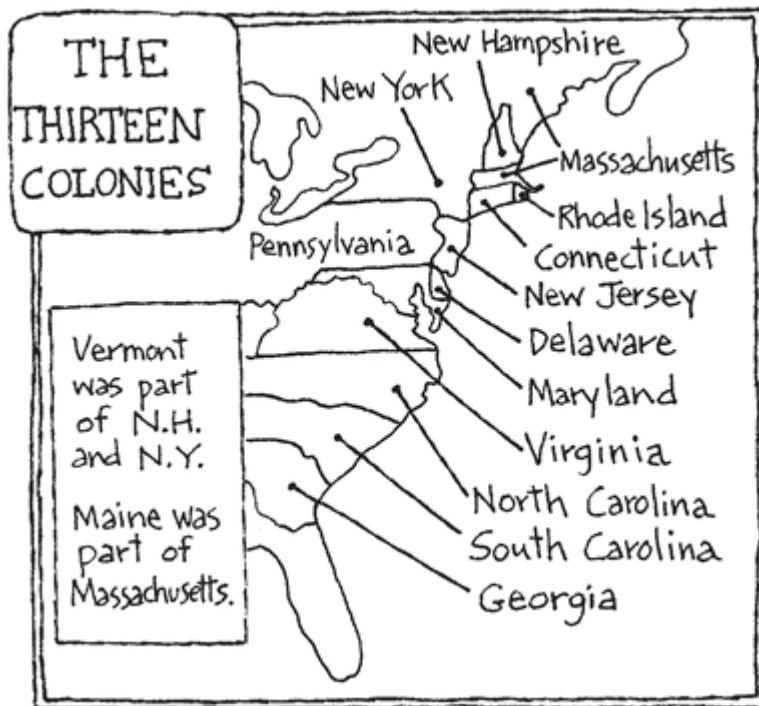 THE
THIRTEEN
COLONIES
New Hampshire
New York
Massachusetts
Rhode Island
Connecticut
Pennsylvania
New Jersey
Delaware
Maryland
Virginia
North Carolina
South Carolina
Georgia
Vermont
was part
of N.H.
and N.Y.
Maine was
part of
Massachusetts.